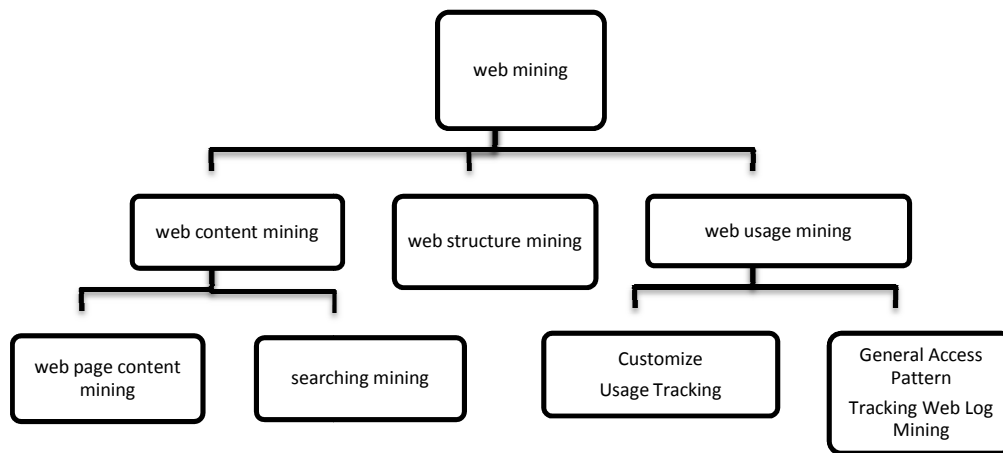 web mining
web content mining
web structure mining
web usage mining
web page content
mining
searching mining
Customize
Usage Tracking
General Access
Pattern
Tracking Web Log
Mining